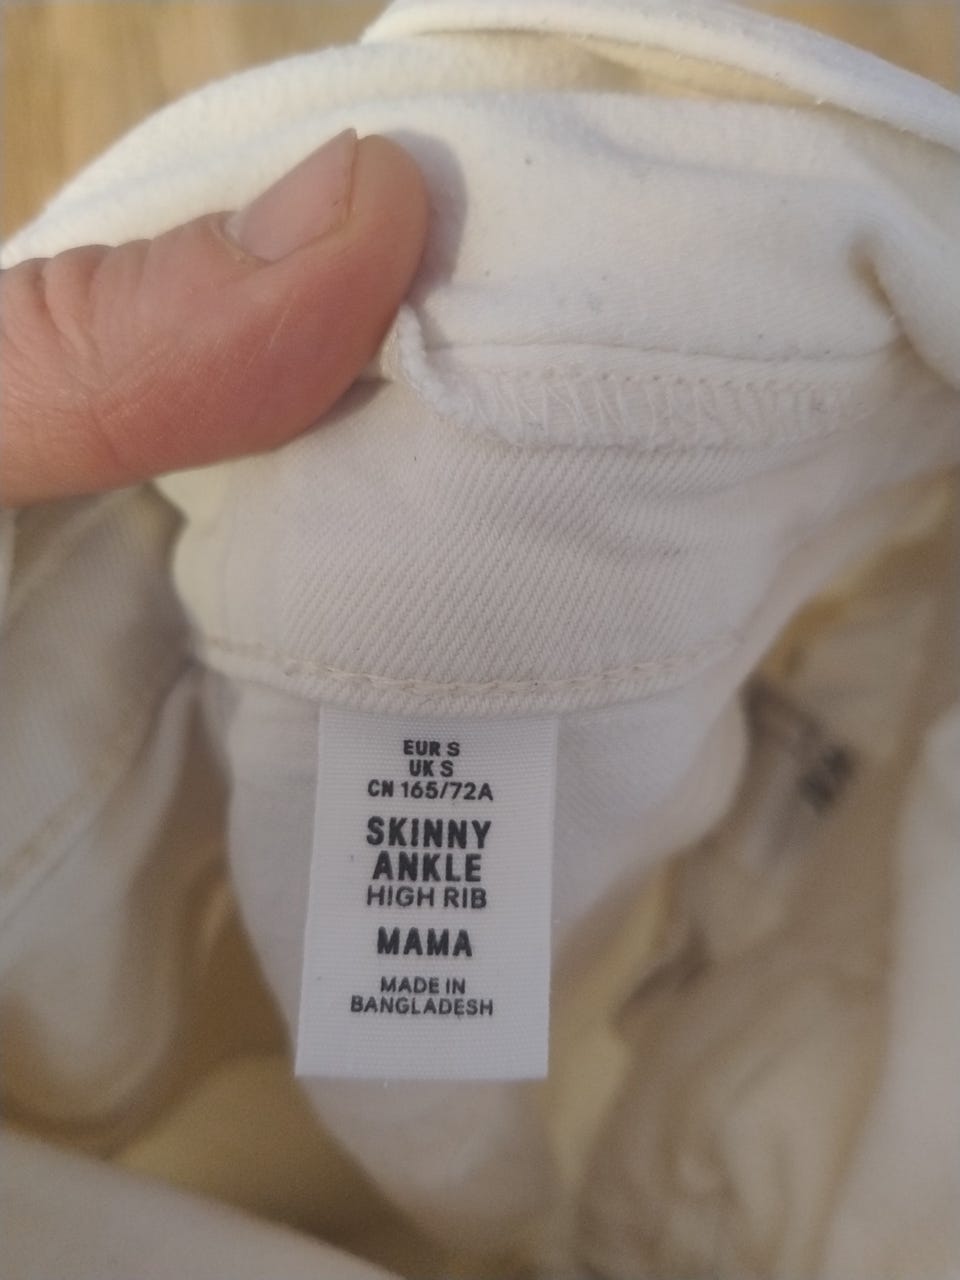 EUR S
UK S
CN 165/72A
SKINNY
ANKLE
HIGH RIB
MAMA
MADE IN
BANGLADESH